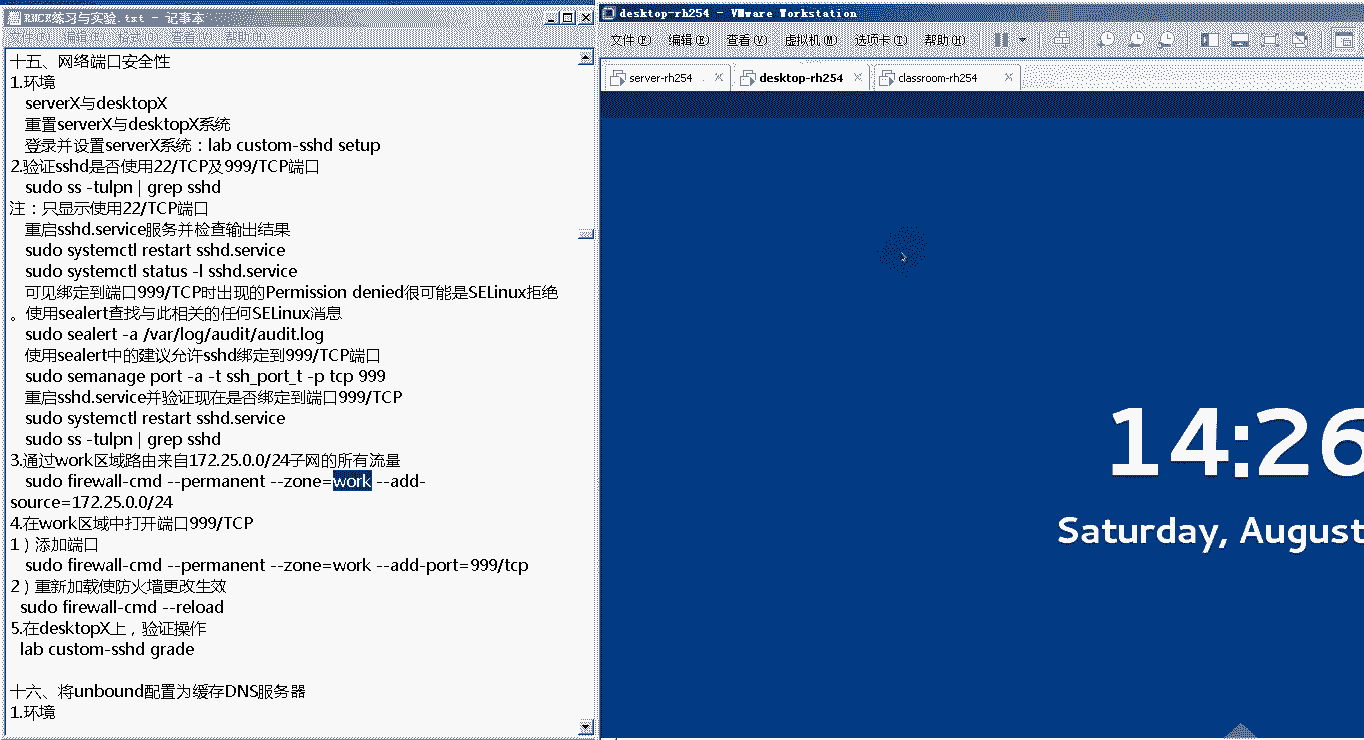 RHCE练习与实验.txt - 记事本
文件(F) 编辑(E) 格式(O) 查看(V) 帮助(H)
十五、网络端口安全性
1.环境
serverX与desktopX
重置serverX与desktopX系统
登录并设置serverX系统：lab custom-sshd setup
2.验证sshd是否使用22/TCP及999/TCP端口
sudo ss -tulpn | grep sshd
注：只显示使用22/TCP端口
重启sshd.service服务并检查输出结果
sudo systemctl restart sshd.service
sudo systemctl status -l sshd.service
可见绑定到端口999/TCP时出现的Permission denied很可能是SELinux拒绝
。使用sealert查找与此相关的任何SELinux消息
sudo sealert -a /var/log/audit/audit.log
使用sealert中的建议允许sshd绑定到999/TCP端口
sudo semanage port -a -t ssh_port_t -p tcp 999
重启sshd.service并验证现在是否绑定到端口999/TCP
sudo systemctl restart sshd.service
sudo ss -tulpn | grep sshd
3.通过work区域路由来自172.25.0.0/24子网的所有流量
sudo firewall-cmd --permanent --zone=work --add-
source=172.25.0.0/24
4.在work区域中打开端口999/TCP
1）添加端口
sudo firewall-cmd --permanent --zone=work --add-port=999/tcp
2）重新加载使防火墙更改生效
sudo firewall-cmd --reload
5.在desktopX上，验证操作
lab custom-sshd grade
十六、将unbound配置为缓存DNS服务器
1.环境
desktop-rh254 - VMware Workstation
文件(F) 编辑(E) 查看(V) 虚拟机(M) 选项卡(T) 帮助(H)
server-rh254 desktop-rh254 classroom-rh254
14:26
Saturday, August